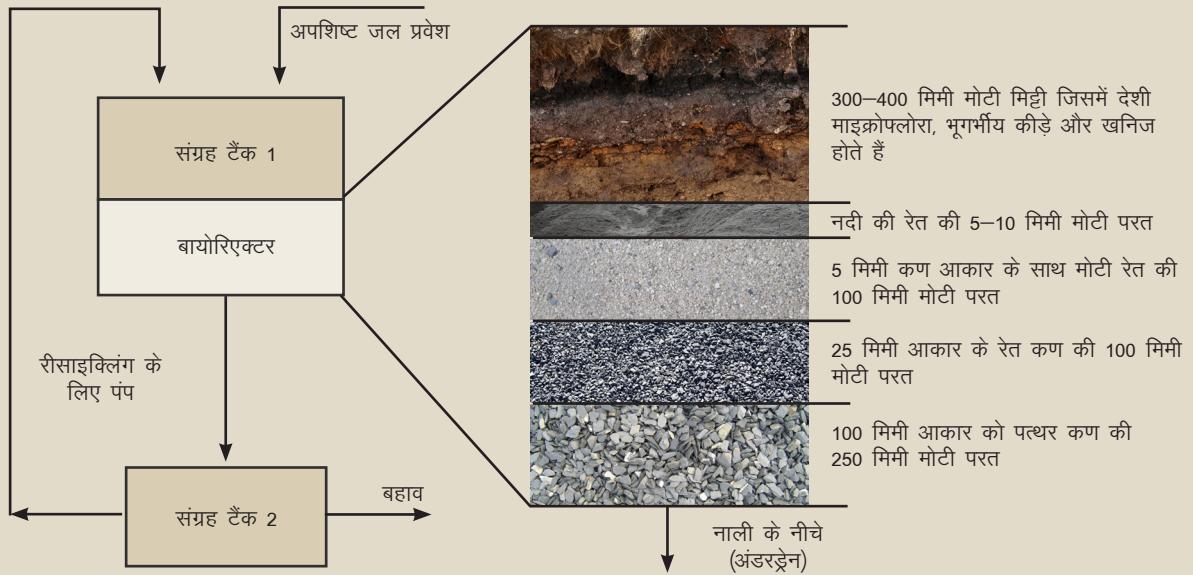 अपशिष्ट जल प्रवेश
संग्रह टैंक 1
बायोरिएक्टर
रीसाइक्लिंग के
लिए पंप
संग्रह टैंक 2
बहाव
300–400 मिमी मोटी मिट्टी जिसमें देशी
माइक्रोफ्लोरा, भूगर्भीय कीड़े और खनिज
होते हैं
नदी की रेत की 5–10 मिमी मोटी परत
5 मिमी कण आकार के साथ मोटी रेत की
100 मिमी मोटी परत
25 मिमी आकार के रेत कण की 100 मिमी
मोटी परत
100 मिमी आकार को पत्थर कण की
250 मिमी मोटी परत
नाली के नीचे
(अंडरड्रेन)